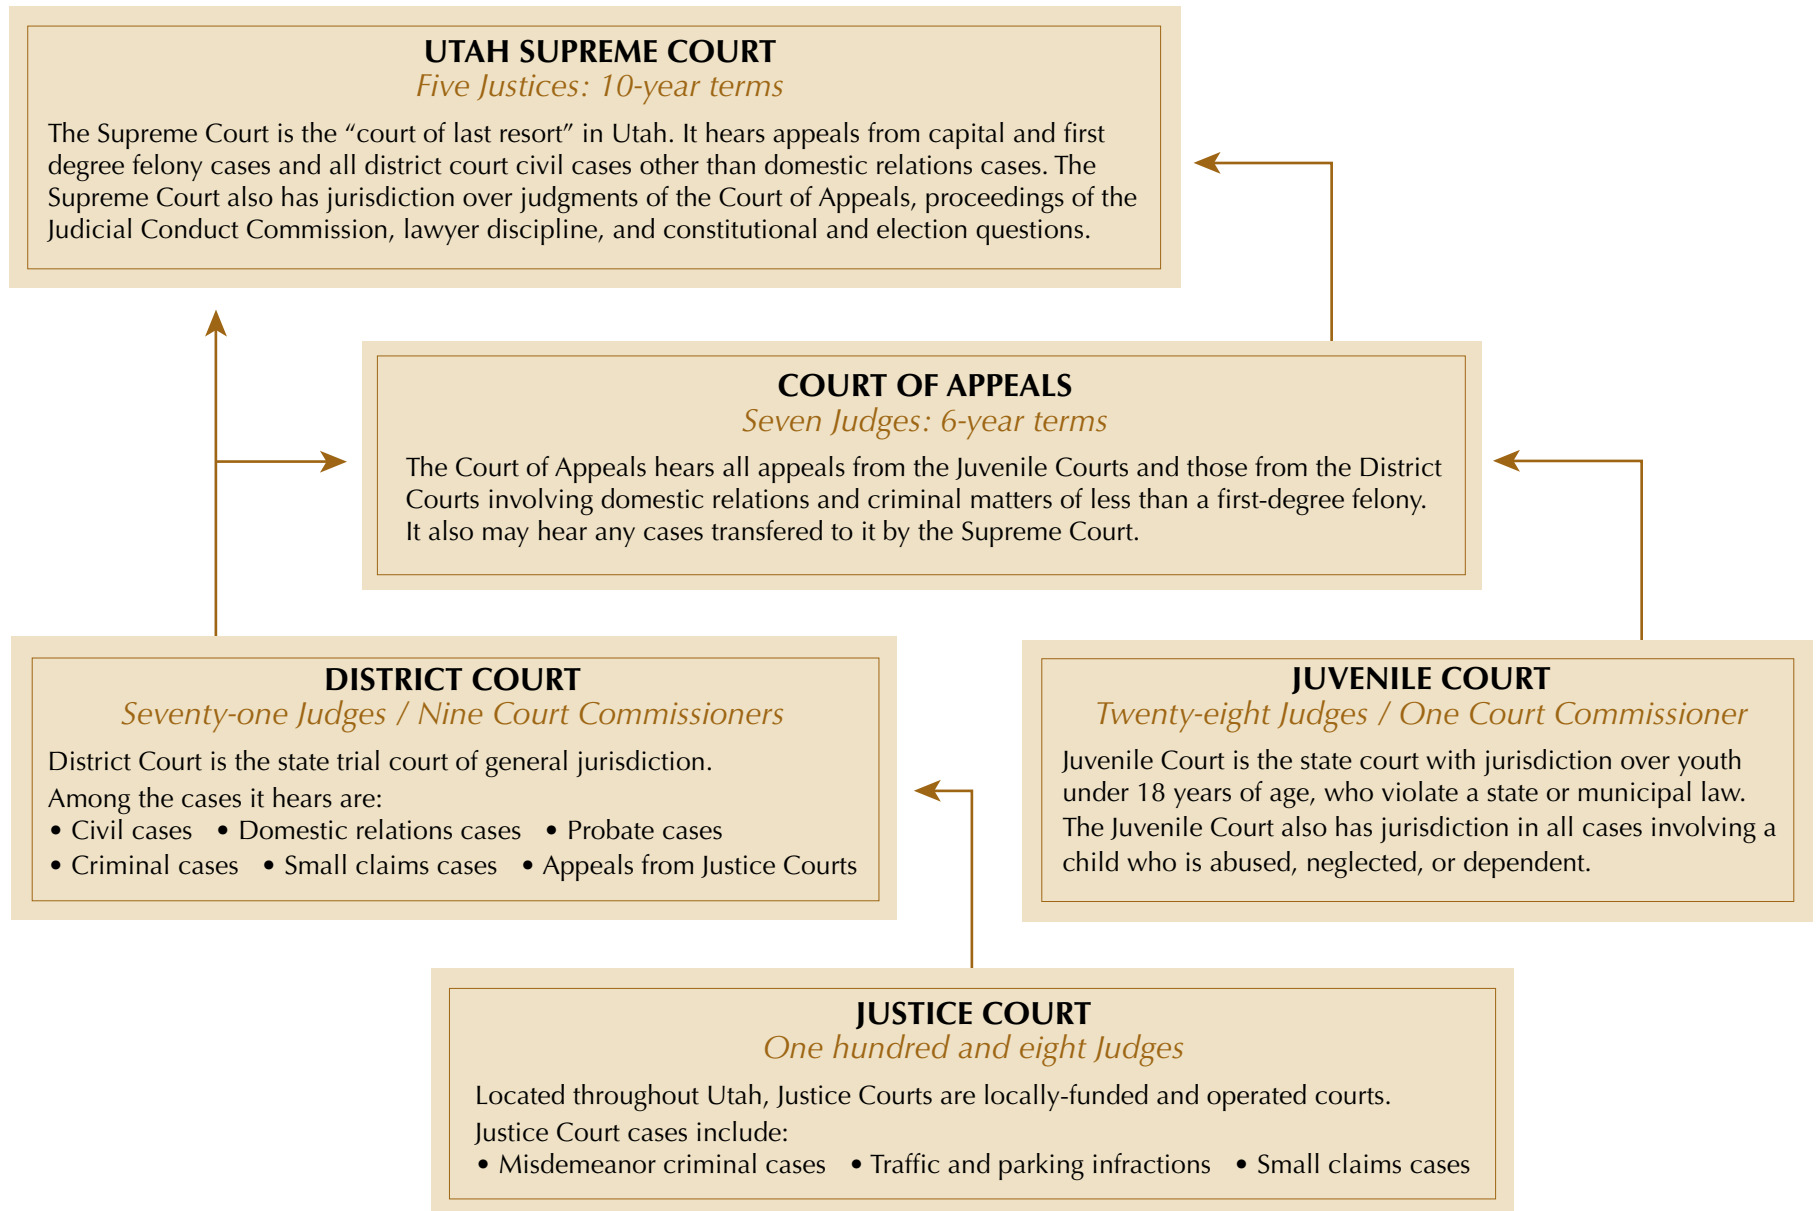 UTAH SUPREME COURT
Five Justices: 10-year terms
The Supreme Court is the “court of last resort” in Utah. It hears appeals from capital and first
degree felony cases and all district court civil cases other than domestic relations cases. The
Supreme Court also has jurisdiction over judgments of the Court of Appeals, proceedings of the
Judicial Conduct Commission, lawyer discipline, and constitutional and election questions.
COURT OF APPEALS
Seven Judges: 6-year terms
The Court of Appeals hears all appeals from the Juvenile Courts and those from the District
Courts involving domestic relations and criminal matters of less than a first-degree felony.
It also may hear any cases transfered to it by the Supreme Court.
DISTRICT COURT
Seventy-one Judges / Nine Court Commissioners
District Court is the state trial court of general jurisdiction.
Among the cases it hears are:
• Civil cases • Domestic relations cases • Probate cases
• Criminal cases • Small claims cases • Appeals from Justice Courts
JUVENILE COURT
Twenty-eight Judges / One Court Commissioner
Juvenile Court is the state court with jurisdiction over youth
under 18 years of age, who violate a state or municipal law.
The Juvenile Court also has jurisdiction in all cases involving a
child who is abused, neglected, or dependent.
JUSTICE COURT
One hundred and eight Judges
Located throughout Utah, Justice Courts are locally-funded and operated courts.
Justice Court cases include:
• Misdemeanor criminal cases • Traffic and parking infractions • Small claims cases